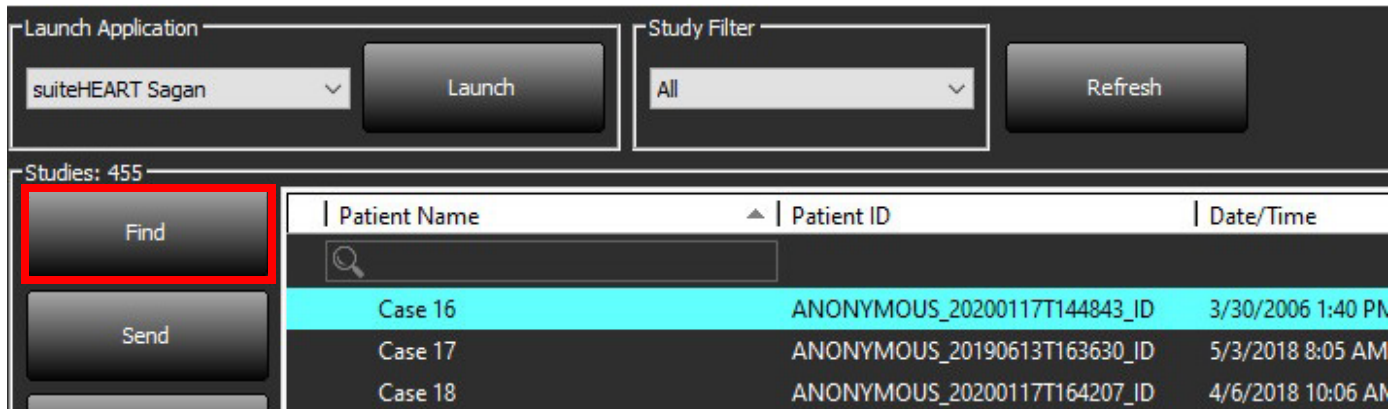 Launch Application
Study Filter
suiteHEART Sagan
Launch
All
Refresh
Studies: 455
Find
Patient Name
Patient ID
Date/Time
Send
Case 16 ANONYMOUS_20200117T144843_ID 3/30/2006 1:40 PM
Case 17 ANONYMOUS_20190613T163630_ID 5/3/2018 8:05 AM
Case 18 ANONYMOUS_20200117T164207_ID 4/6/2018 10:06 AM